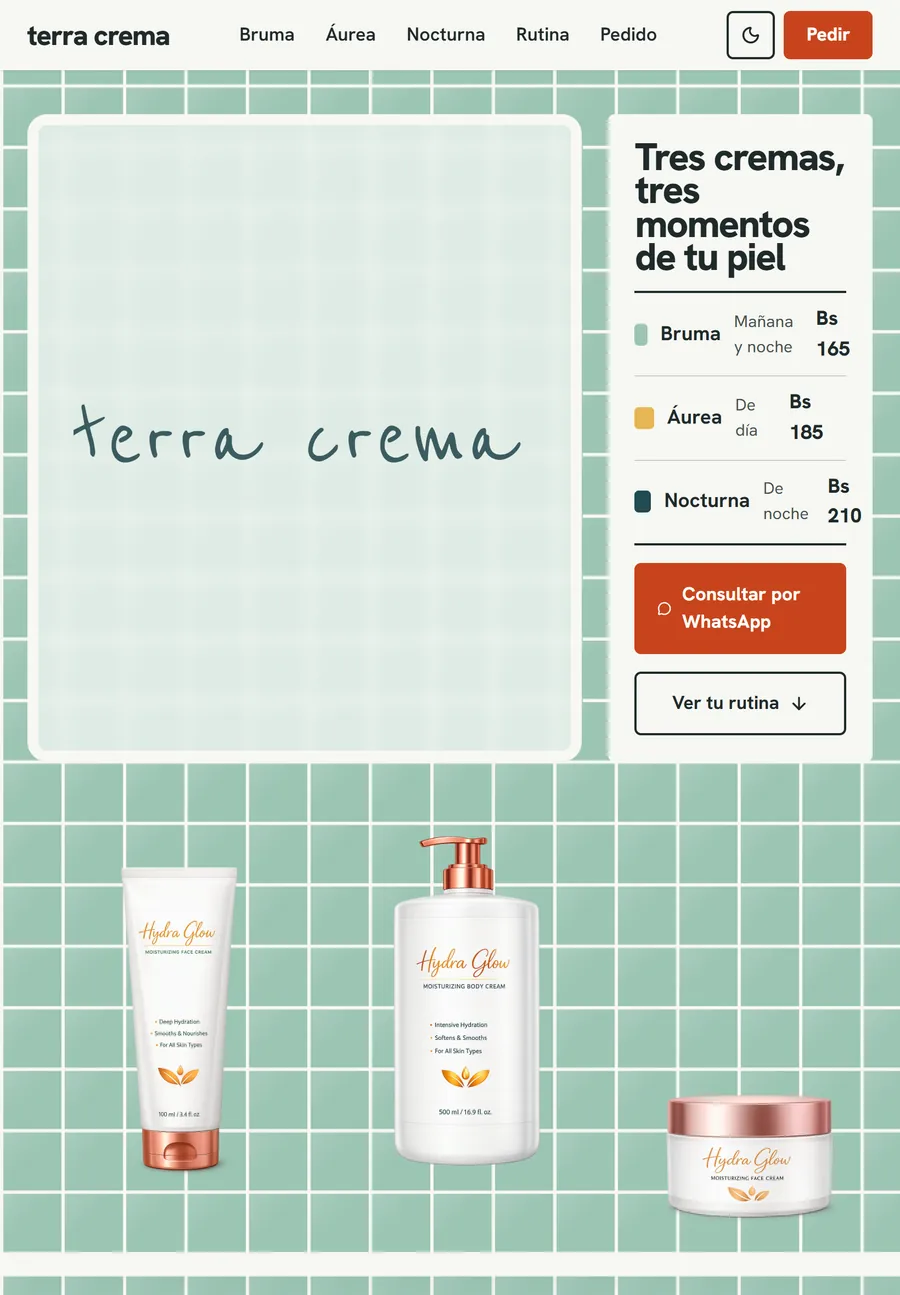 terra crema
Bruma
Áurea
Nocturna
Rutina
Pedido
Pedir
terra crema
Tres cremas,
tres
momentos
de tu piel
Bruma
Mañana
y noche
Bs
165
Áurea
De
día
Bs
185
Nocturna
De
noche
Bs
210
Consultar por
WhatsApp
Ver tu rutina
Hydra Glow
MOISTURIZING FACE CREAM
• Deep Hydration
• Smooths & Nourishes
• For All Skin Types
100 ml / 3.4 fl oz
Hydra Glow
MOISTURIZING BODY CREAM
• Intensive Hydration
• Softens & Smooths
• For All Skin Types
500 ml / 16.9 fl. oz.
Hydra Glow
MOISTURIZING FACE CREAM